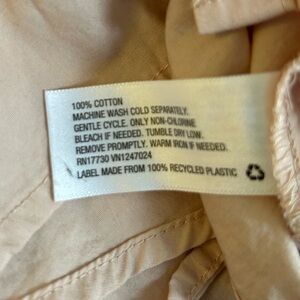 100% COTTON
MACHINE WASH COLD SEPARATELY.
GENTLE CYCLE. ONLY NON-CHLORINE
BLEACH IF NEEDED. TUMBLE DRY LOW.
REMOVE PROMPTLY. WARM IRON IF NEEDED.
RN17730 VN1247024
LABEL MADE FROM 100% RECYCLED PLASTIC